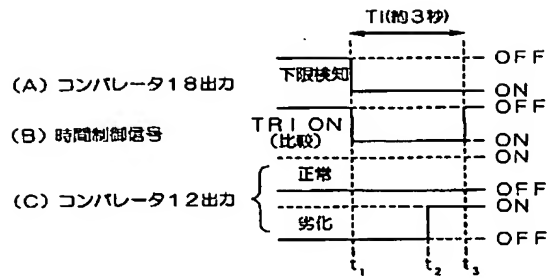 T1(約3秒)
OFF
(A) コンパレータ18出力
下限検知
ON
OFF
(B) 時間制御信号
TRI ON
(比較)
ON
ON
正常
(C) コンパレータ12出力
OFF
ON
劣化
OFF
t1 t2 t3